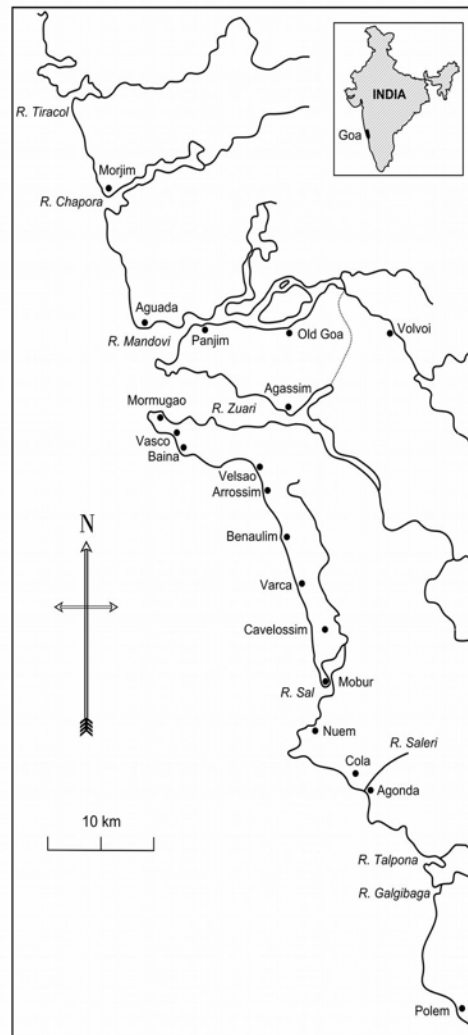 INDIA
Goa
R. Tiracol
Morjim
R. Chapora
Aguada
R. Mandovi
Panjim
Old Goa
Volvoi
Agassim
Mormugao
R. Zuari
Vasco
Baina
Velsao
Arrossim
N
Benaulim
Varca
Cavelossim
R. Sal
Mobur
Nuem
R. Saleri
Cola
Agonda
10 km
R. Talpona
R. Galgibaga
Polem